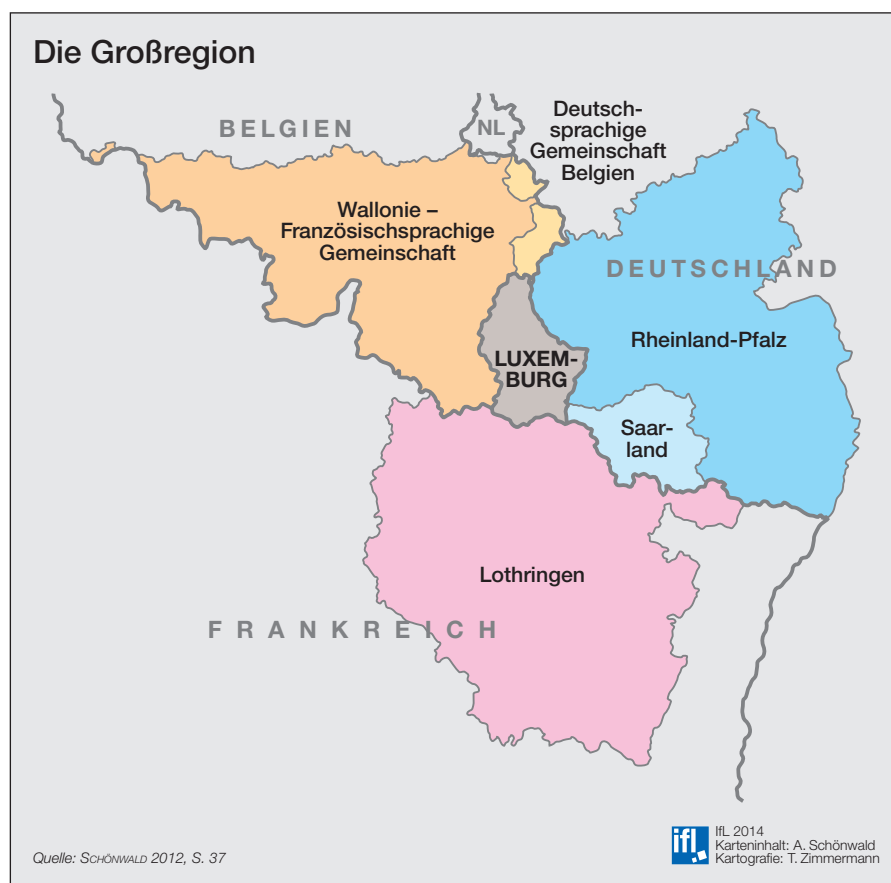 Die Großregion
BELGIEN
NL
Deutsch-
sprachige
Gemeinschaft
Belgien
Wallonie –
Französischsprachige
Gemeinschaft
DEUTSCHLAND
Rheinland-Pfalz
LUXEM-
BURG
Saar-
land
Lothringen
FRANKREICH
Quelle: SCHÖNWALD 2012, S. 37
ifl
IfL 2014
Karteninhalt: A. Schönwald
Kartografie: T. Zimmermann